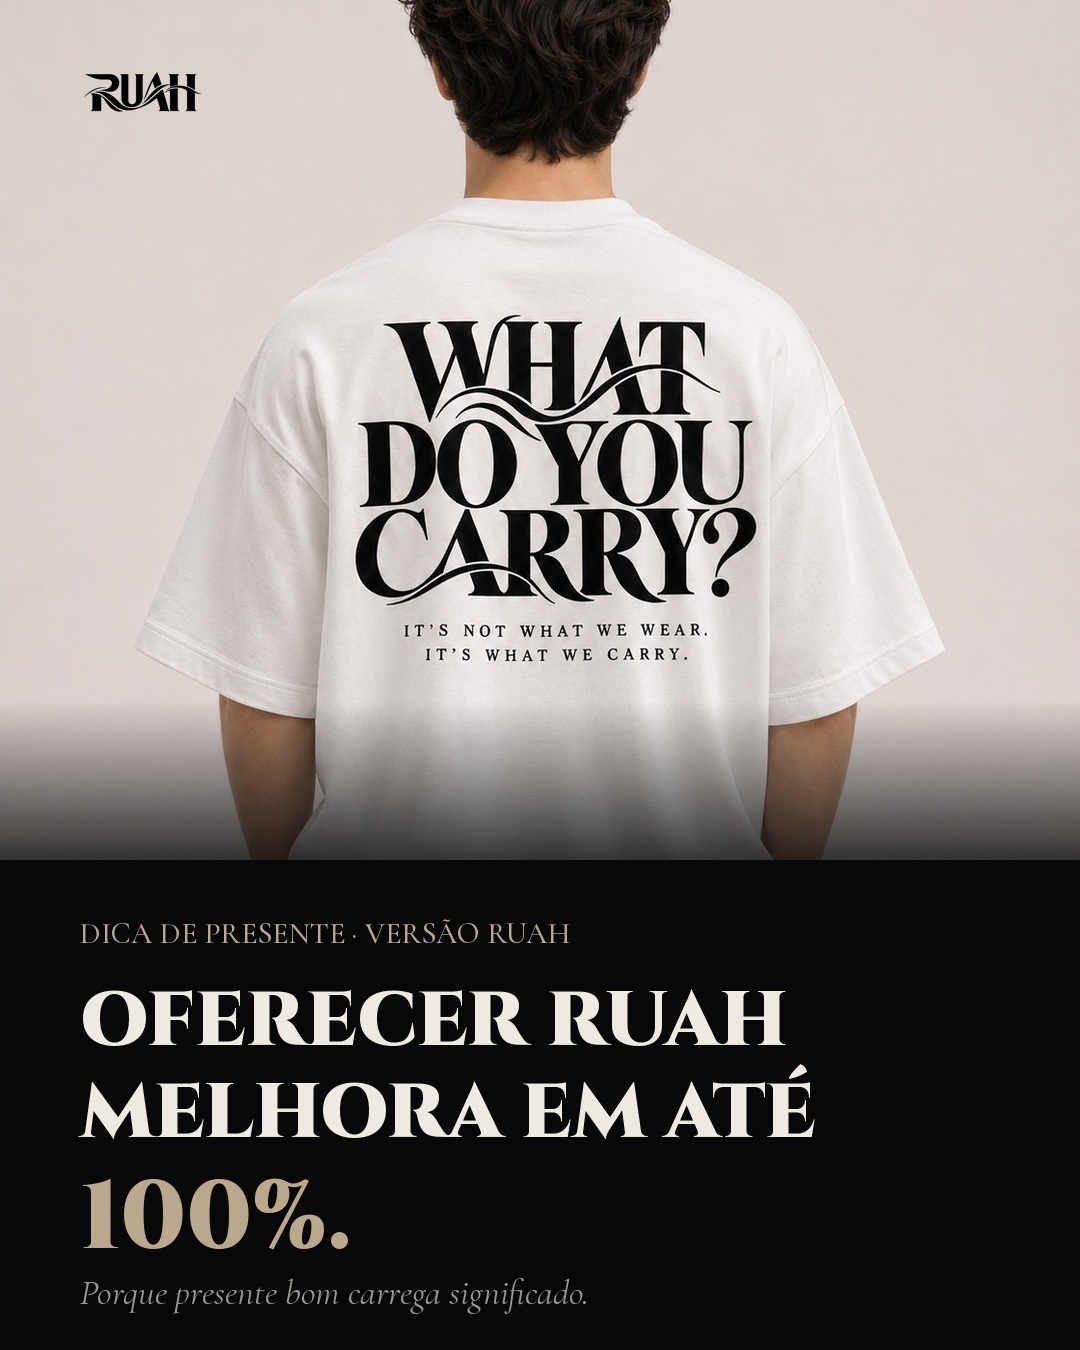 RUAH
WHAT
DO YOU
CARRY?
IT'S NOT WHAT WE WEAR.
IT'S WHAT WE CARRY.
DICA DE PRESENTE · VERSÃO RUAH
OFERECER RUAH
MELHORA EM ATÉ
100%.
Porque presente bom carrega significado.